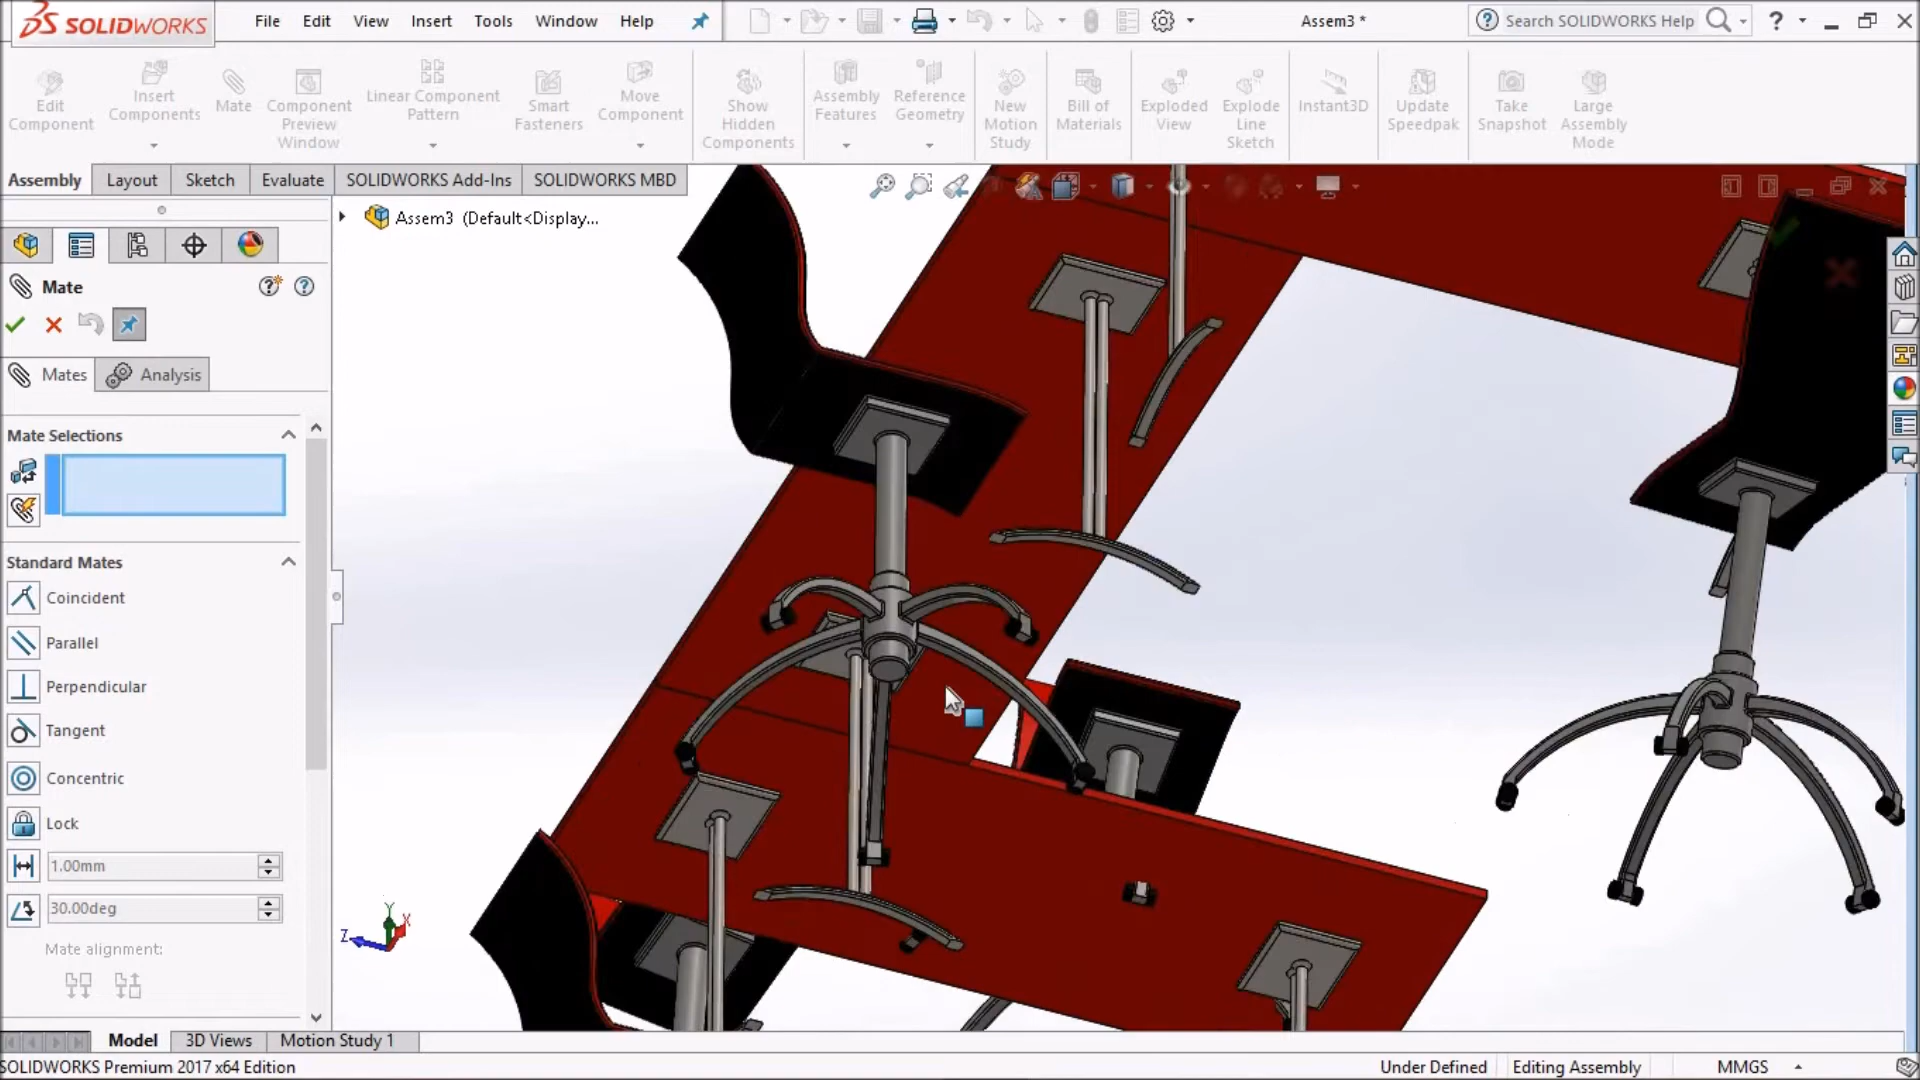 SOLIDWORKS
File Edit View Insert Tools Window Help
Assem3 *
Search SOLIDWORKS Help
?
Edit Component
Insert Components
Mate
Component Preview Window
Linear Component Pattern
Smart Fasteners
Move Component
Show Hidden Components
Assembly Features
Reference Geometry
New Motion Study
Bill of Materials
Exploded View
Explode Line Sketch
Instant3D
Update Speedpak
Take Snapshot
Large Assembly Mode
Assembly Layout Sketch Evaluate SOLIDWORKS Add-Ins SOLIDWORKS MBD
Assem3 (Default<Display...
Mate
Mates Analysis
Mate Selections
Standard Mates
Coincident
Parallel
Perpendicular
Tangent
Concentric
Lock
1.00mm
30.00deg
Mate alignment:
Y
X
Z
Model 3D Views Motion Study 1
SOLIDWORKS Premium 2017 x64 Edition
Under Defined Editing Assembly MMGS